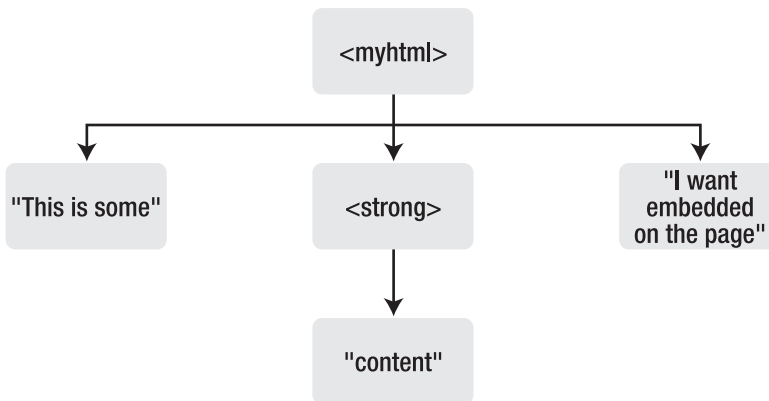 <myhtml>
"This is some"
<strong>
"I want
embedded
on the page"
"content"